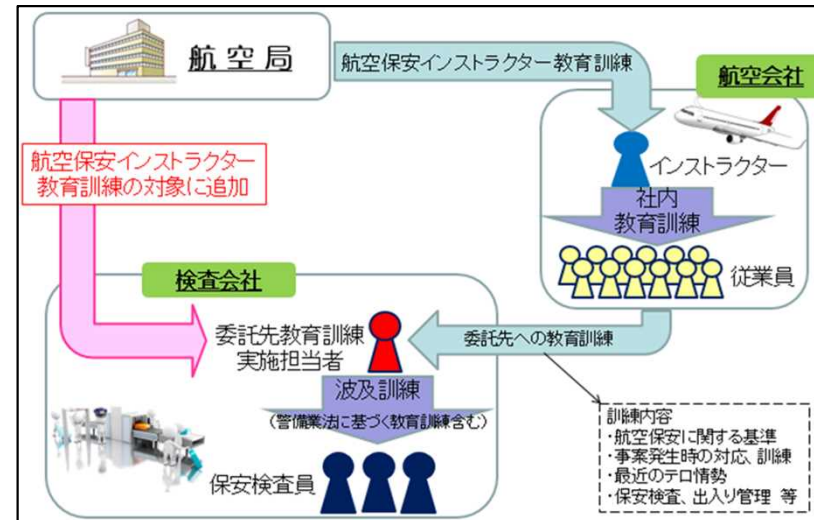 航空局
航空保安インストラクター教育訓練
航空会社
航空保安インストラクター
教育訓練の対象に追加
インストラクター
社内
教育訓練
従業員
検査会社
委託先教育訓練
実施担当者
委託先への教育訓練
波及訓練
(警備業法に基づく教育訓練含む)
保安検査員
訓練内容
・航空保安に関する基準
・事案発生時の対応、訓練
・最近のテロ情勢
・保安検査、出入り管理 等